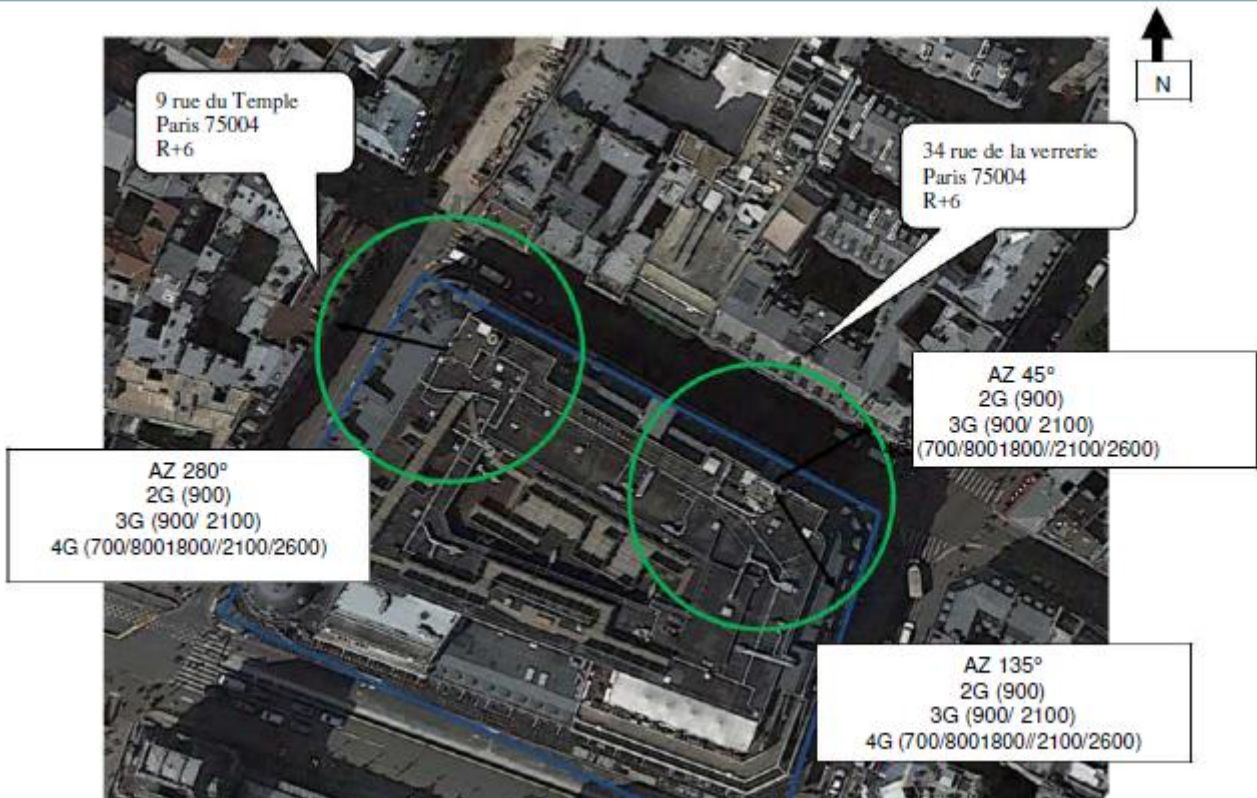 N
9 rue du Temple
Paris 75004
R+6
34 rue de la verrerie
Paris 75004
R+6
AZ 45°
2G (900)
3G (900/ 2100)
(700/8001800//2100/2600)
AZ 280°
2G (900)
3G (900/ 2100)
4G (700/8001800//2100/2600)
AZ 135°
2G (900)
3G (900/ 2100)
4G (700/8001800//2100/2600)